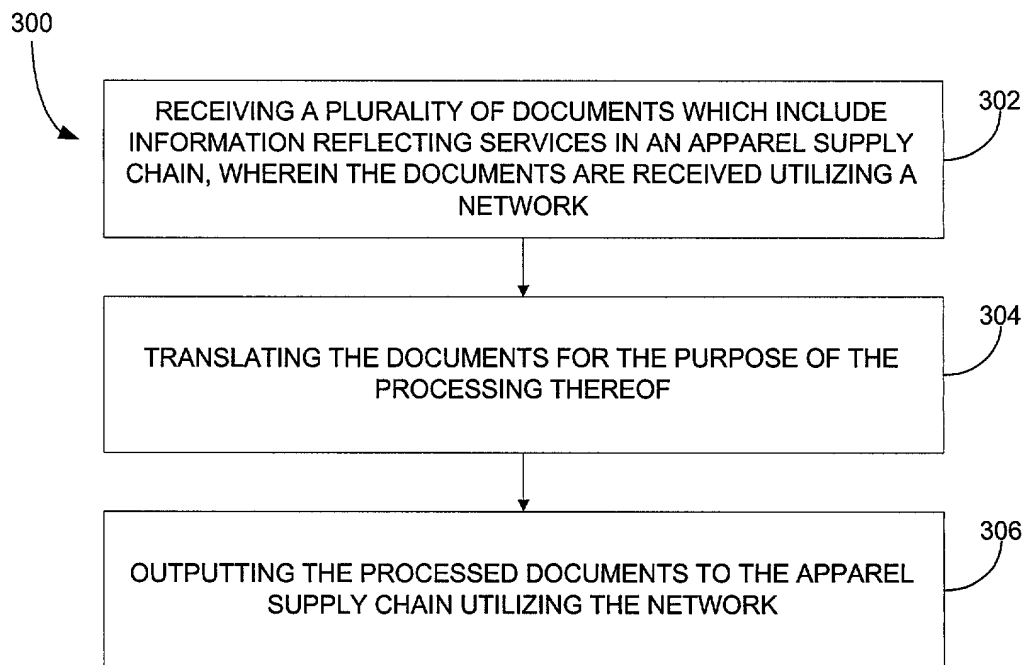 300
RECEIVING A PLURALITY OF DOCUMENTS WHICH INCLUDE
INFORMATION REFLECTING SERVICES IN AN APPAREL SUPPLY
CHAIN, WHEREIN THE DOCUMENTS ARE RECEIVED UTILIZING A
NETWORK
302
TRANSLATING THE DOCUMENTS FOR THE PURPOSE OF THE
PROCESSING THEREOF
304
OUTPUTTING THE PROCESSED DOCUMENTS TO THE APPAREL
SUPPLY CHAIN UTILIZING THE NETWORK
306